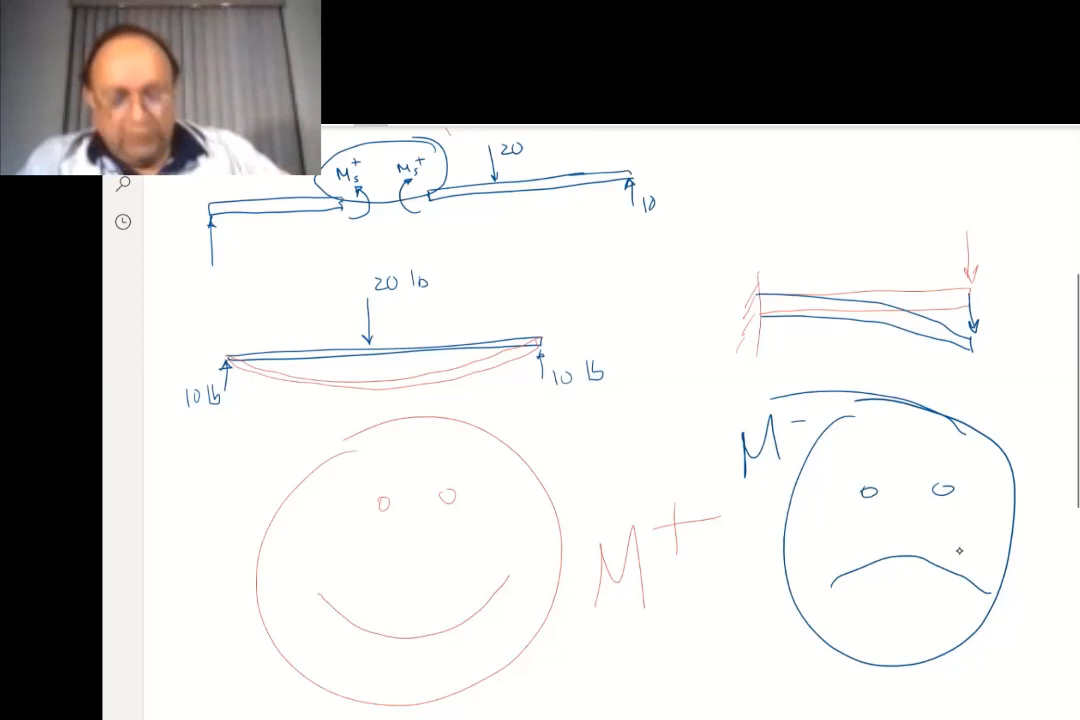 Ms+ Ms+ 20
10
20 lb
10 lb 10 lb
M-
M+